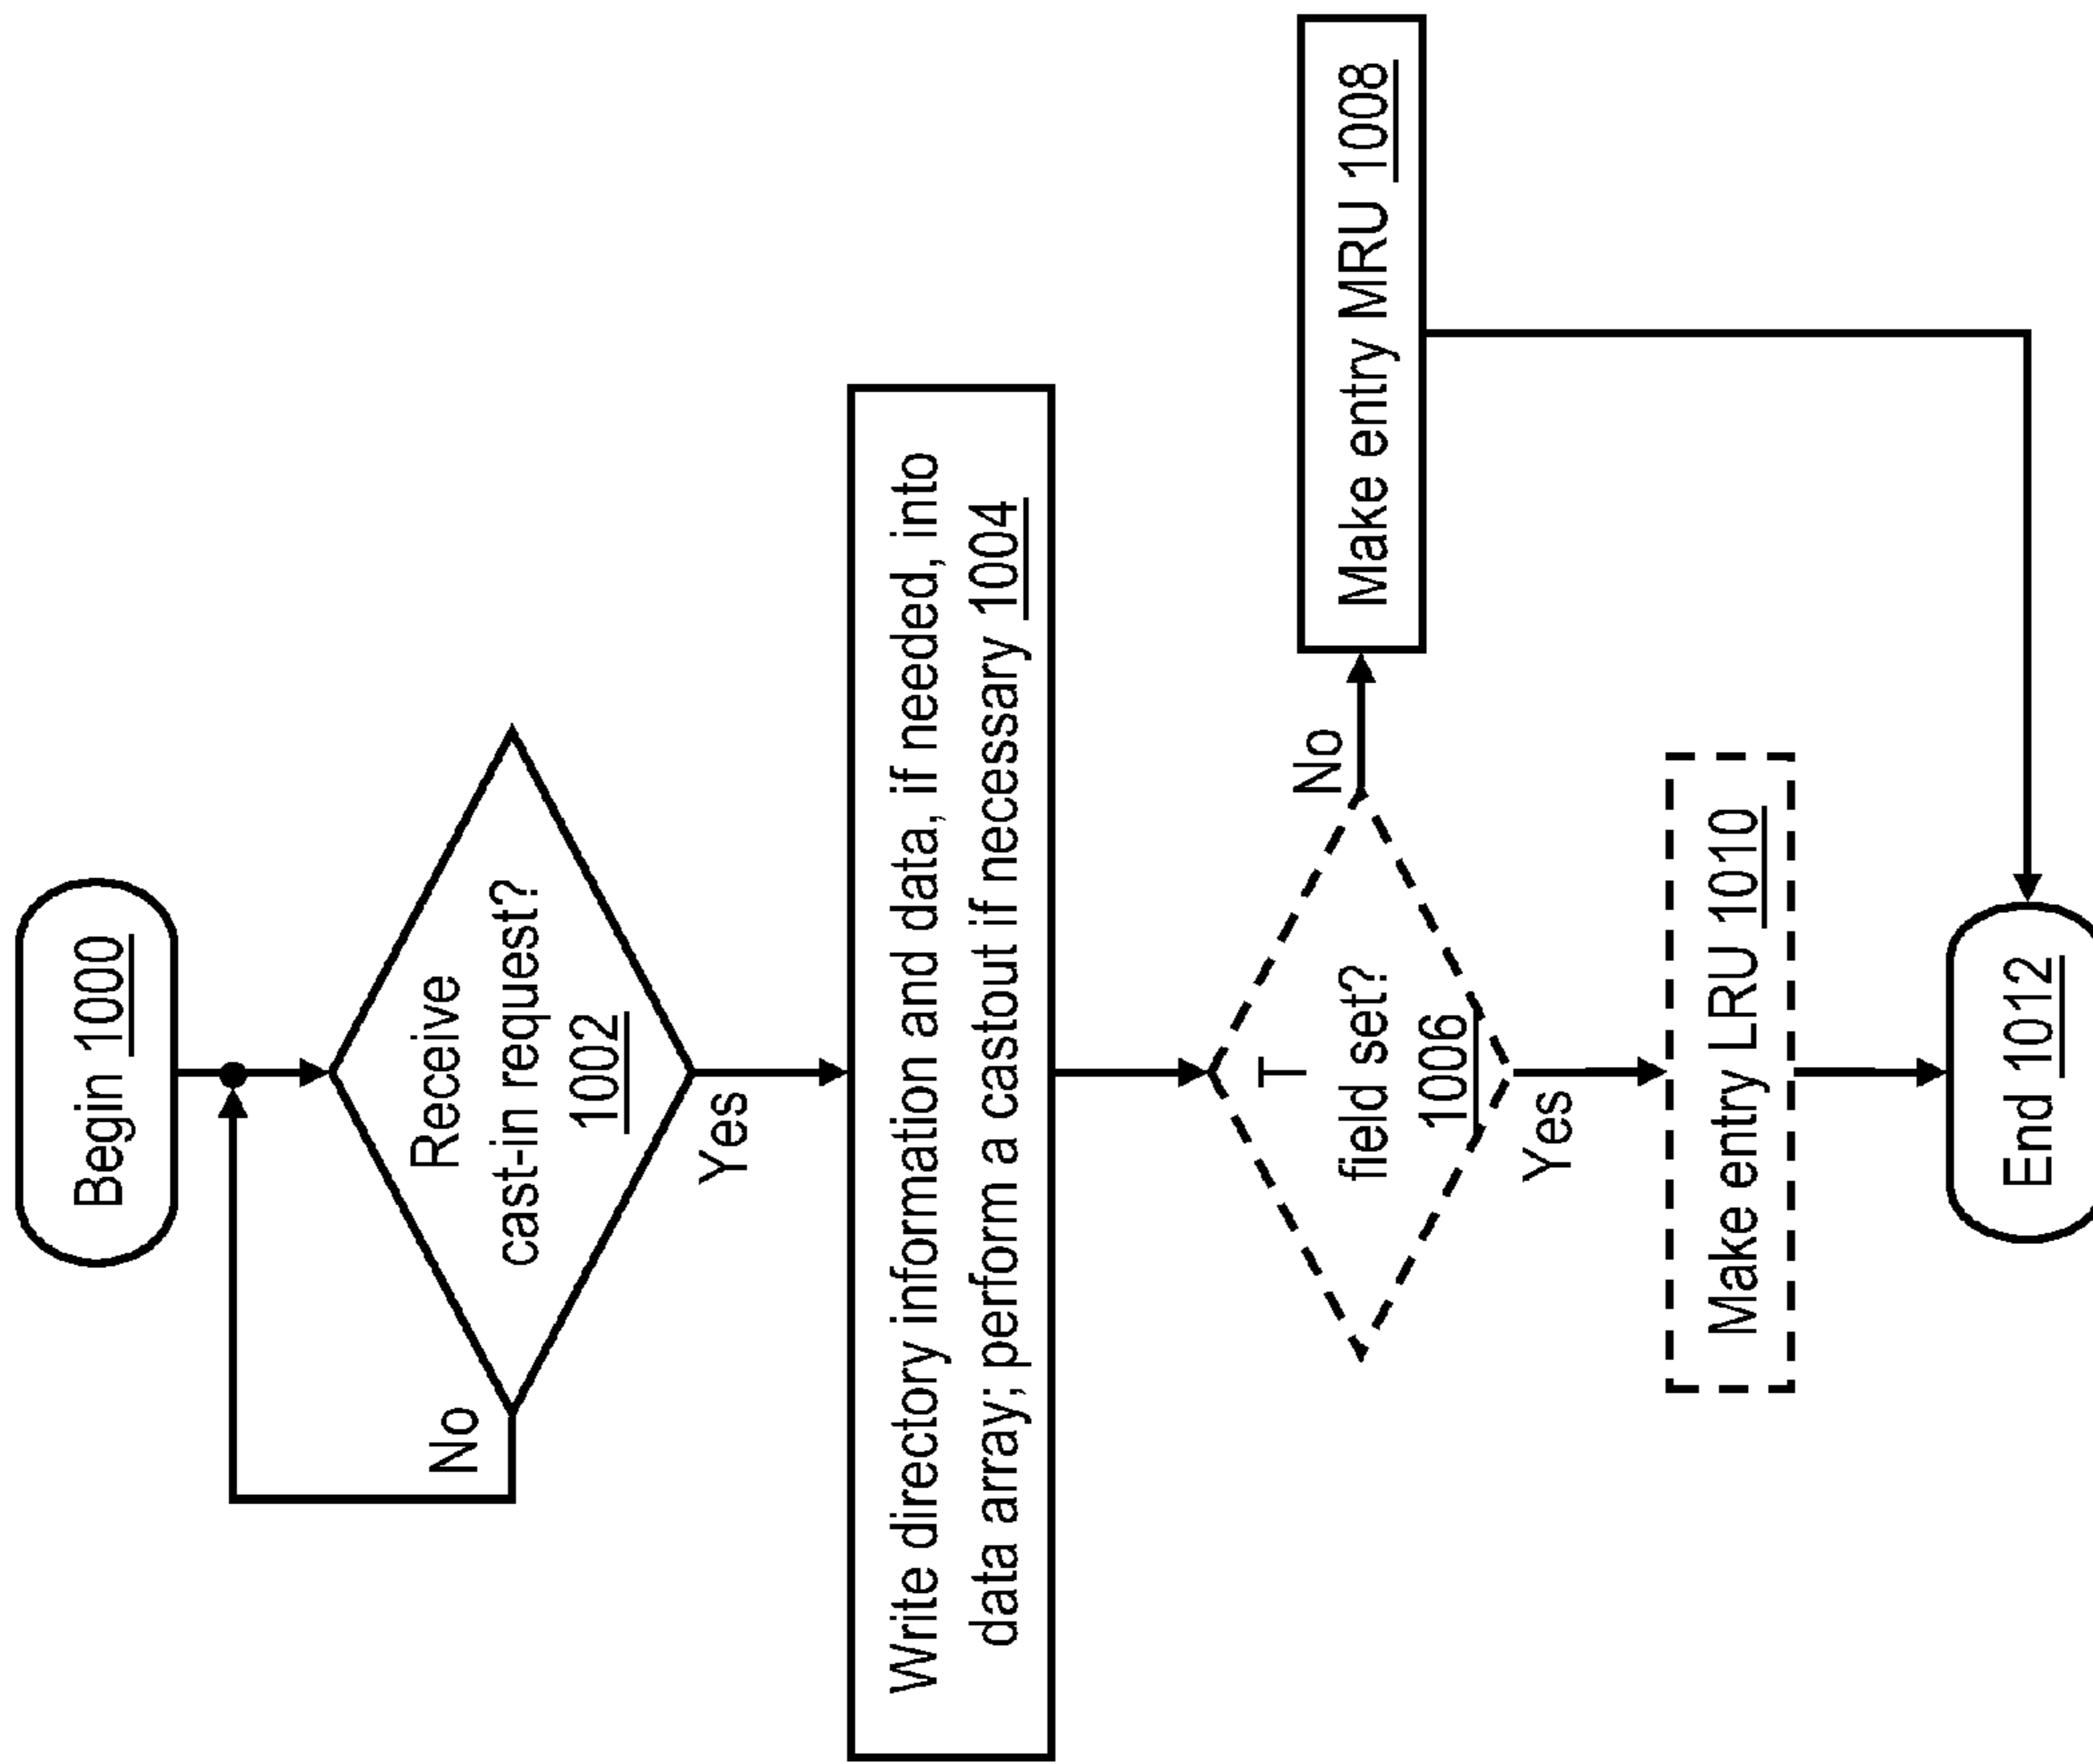 Begin 1000
Receive
cast-in request?
1002
No
Yes
Write directory information and data, if needed, into
data array; perform a castout if necessary 1004
T
field set?
1006
No
Make entry MRU 1008
Yes
Make entry LRU 1010
End 1012